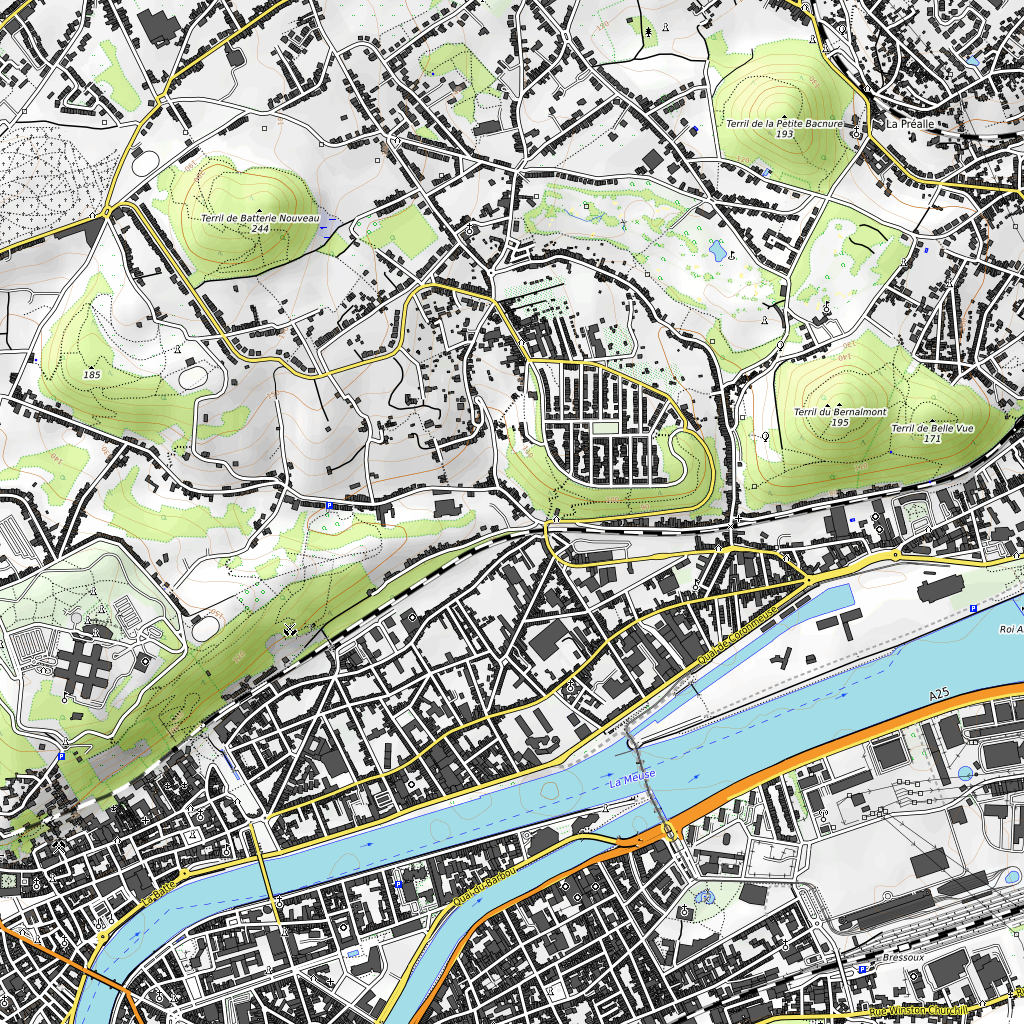 Terril de la Petite Bacnure
193
La Préalle
Terril de Batterie Nouveau
244
185
Terril du Bernalmont
195
Terril de Belle Vue
171
Quai de Coronmeuse
A25
La Meuse
Quai du Barbou
La Batte
Bressoux
Rue Winston Churchill